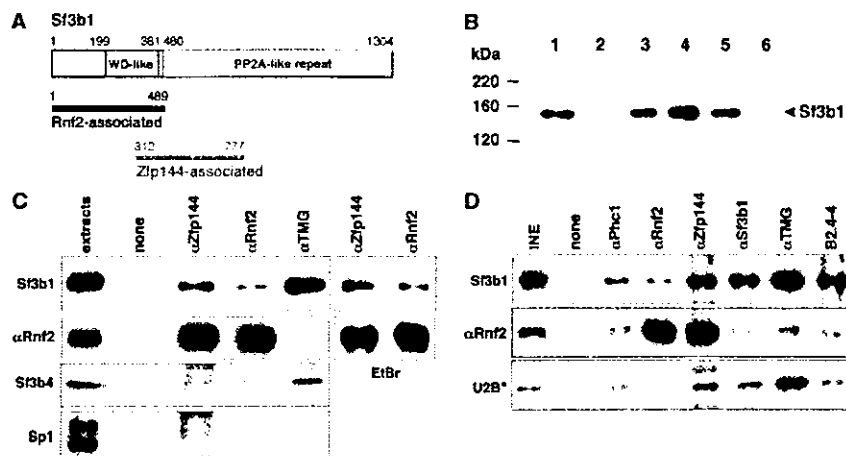 A
Sf3b1
1 199 381 480 1304
WD-like PP2A-like repeat
1 489
Rnf2-associated
312 777
Zfp144-associated
B
1 2 3 4 5 6
kDa
220 –
160 –
120 –
◄Sf3b1
C
extracts none αZfp144 αRnf2 αTMG αZfp144 αRnf2
Sf3b1
αRnf2
EtBr
Sf3b4
Sp1
D
INE none αPhc1 αRnf2 αZfp144 αSf3b1 αTMG B2.4-4
Sf3b1
αRnf2
U2B"